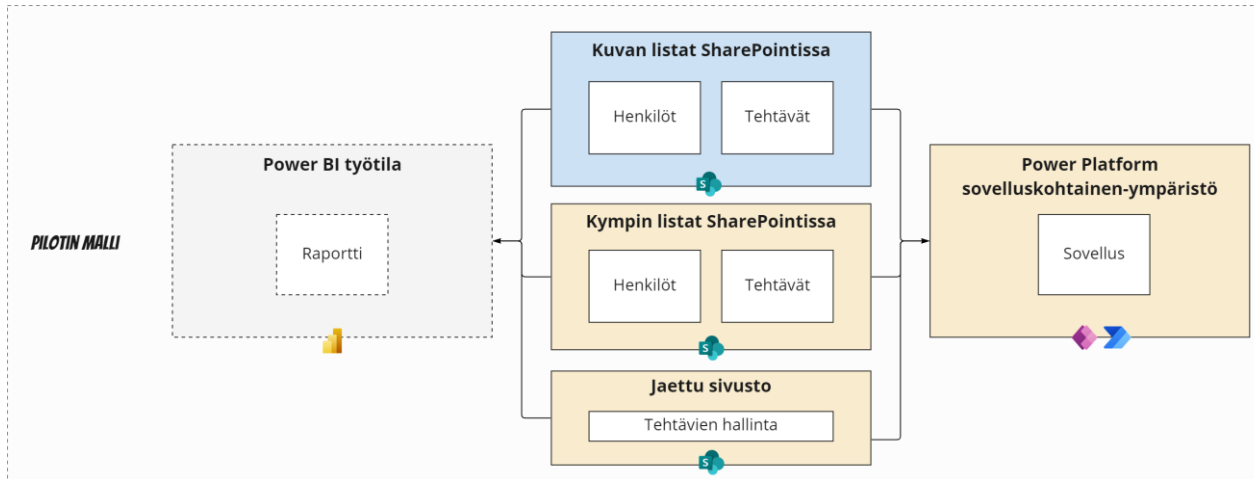 PILOTIN MALLI
Power BI työtila
Raportti
Kuvan listat SharePointissa
Henkilöt
Tehtävät
S
Kympin listat SharePointissa
Henkilöt
Tehtävät
S
Jaettu sivusto
Tehtävien hallinta
S
Power Platform
sovelluskohtainen-ympäristö
Sovellus